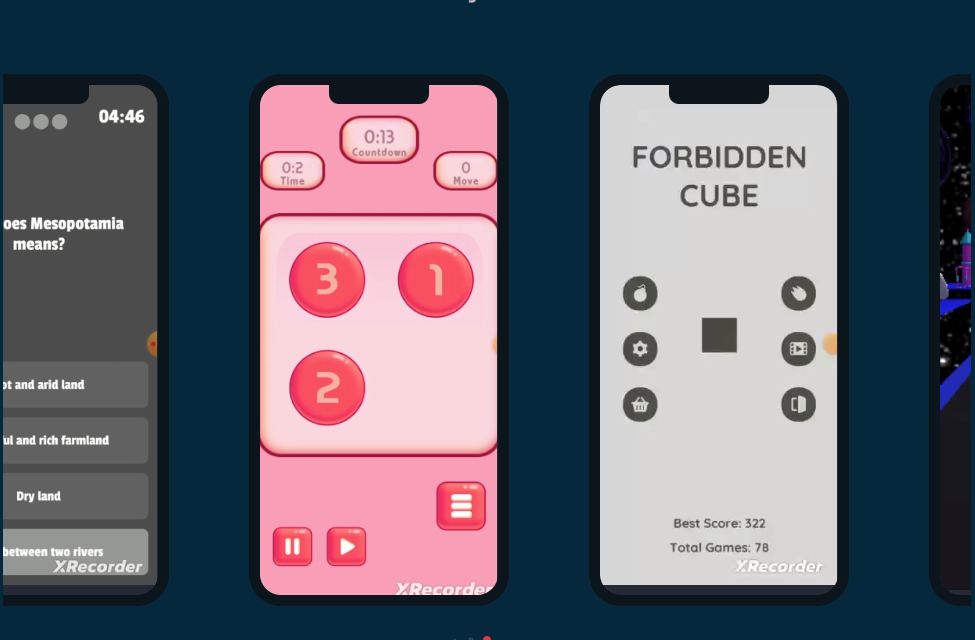 04:46
oes Mesopotamia
means?
ot and arid land
ul and rich farmland
Dry land
between two rivers
XRecorder
0:13
Countdown
0:2
Time
0
Move
3
1
2
XRecorder
FORBIDDEN
CUBE
Best Score: 322
Total Games: 78
XRecorder